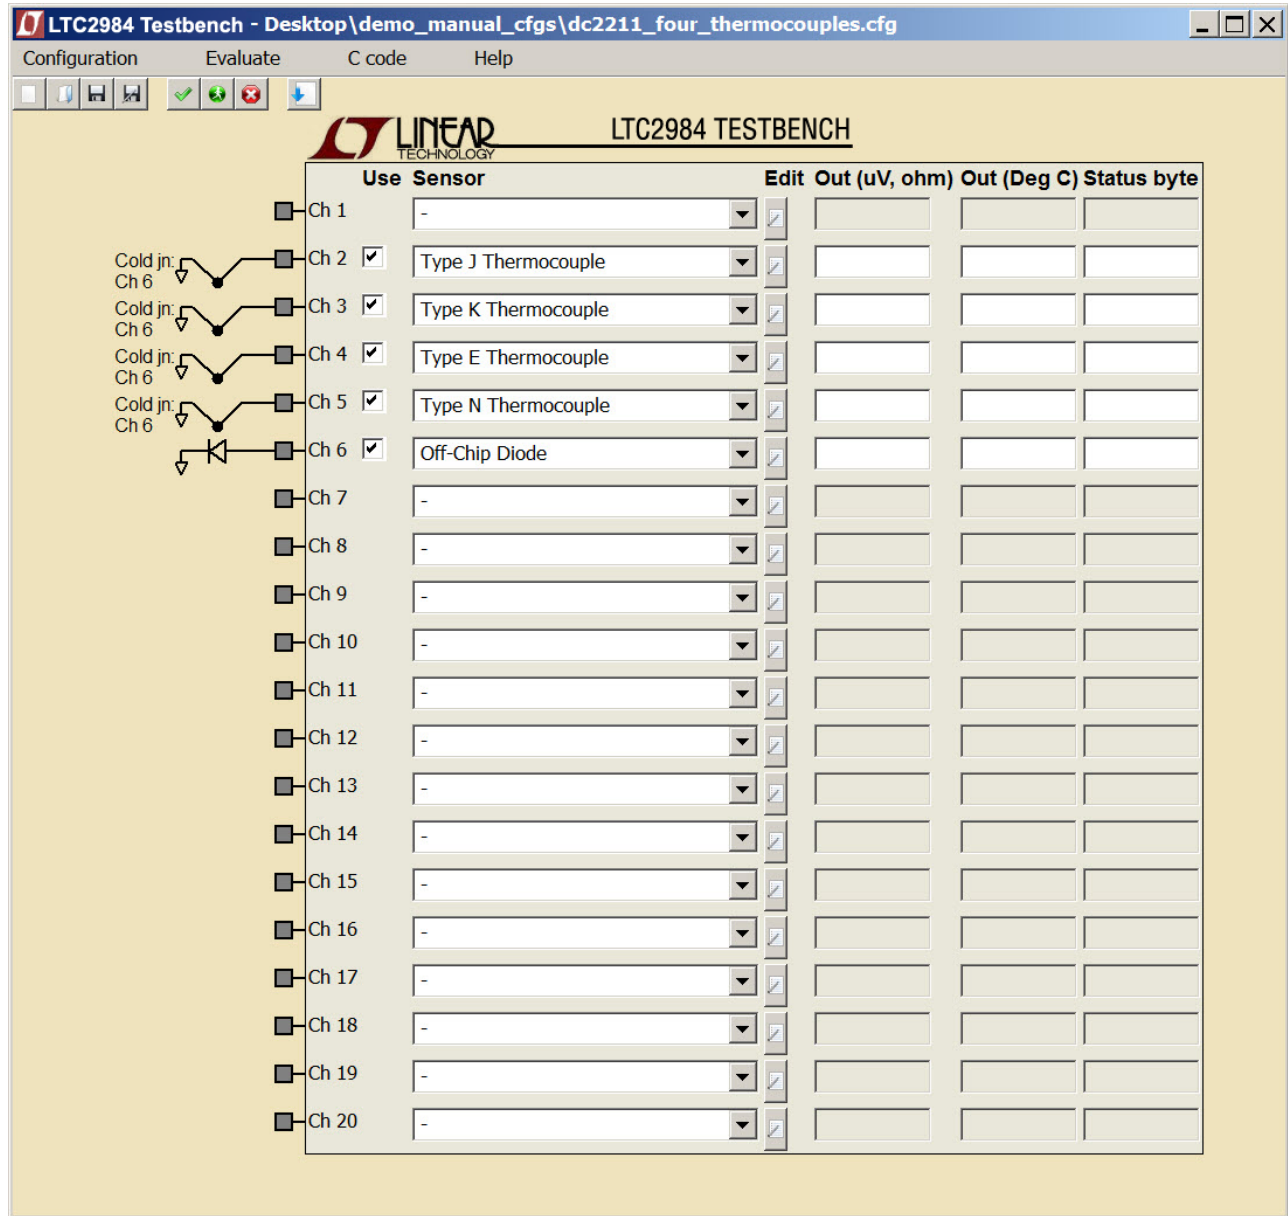 LTC2984 Testbench - Desktop\demo_manual_cfgs\dc2211_four_thermocouples.cfg
Configuration Evaluate C code Help
LINEAR TECHNOLOGY LTC2984 TESTBENCH
Use Sensor Edit Out (uV, ohm) Out (Deg C) Status byte
Ch 1 -
Cold jn: Ch 6 Ch 2 Type J Thermocouple
Cold jn: Ch 6 Ch 3 Type K Thermocouple
Cold jn: Ch 6 Ch 4 Type E Thermocouple
Cold jn: Ch 6 Ch 5 Type N Thermocouple
Ch 6 Off-Chip Diode
Ch 7 -
Ch 8 -
Ch 9 -
Ch 10 -
Ch 11 -
Ch 12 -
Ch 13 -
Ch 14 -
Ch 15 -
Ch 16 -
Ch 17 -
Ch 18 -
Ch 19 -
Ch 20 -